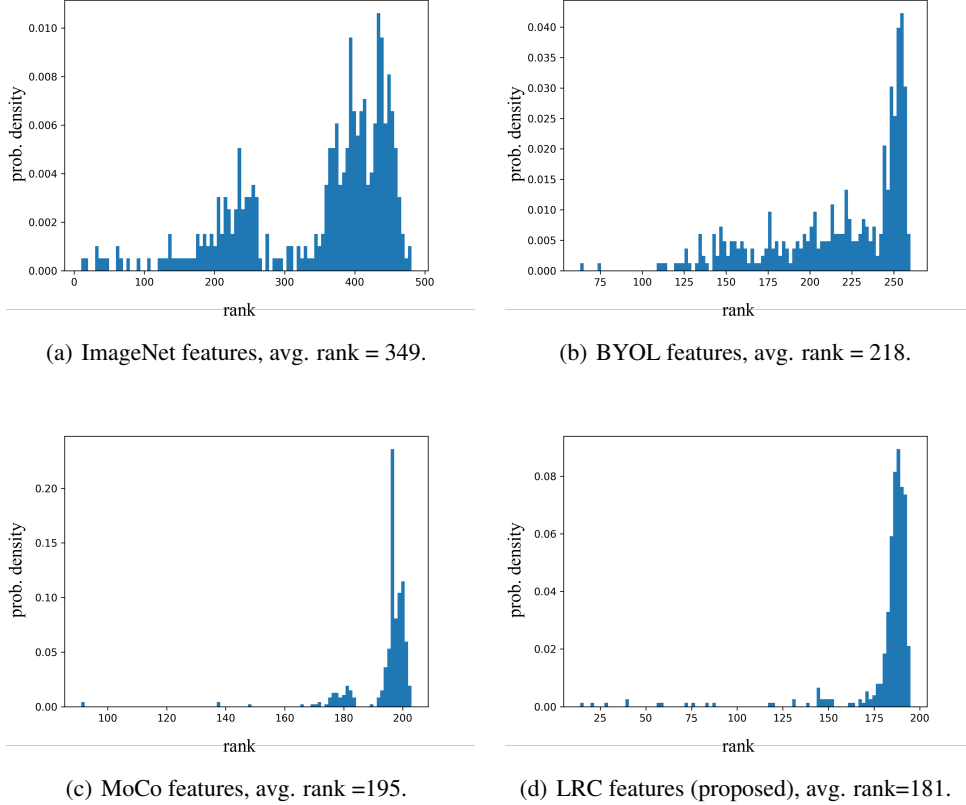 0.010
0.008
0.006
0.004
0.002
0.000
prob. density
0 100 200 300 400 500
rank
(a) ImageNet features, avg. rank = 349.
0.040
0.035
0.030
0.025
0.020
0.015
0.010
0.005
0.000
prob. density
75 100 125 150 175 200 225 250
rank
(b) BYOL features, avg. rank = 218.
0.20
0.15
0.10
0.05
0.00
prob. density
100 120 140 160 180 200
rank
(c) MoCo features, avg. rank =195.
0.08
0.06
0.04
0.02
0.00
prob. density
25 50 75 100 125 150 175 200
rank
(d) LRC features (proposed), avg. rank=181.